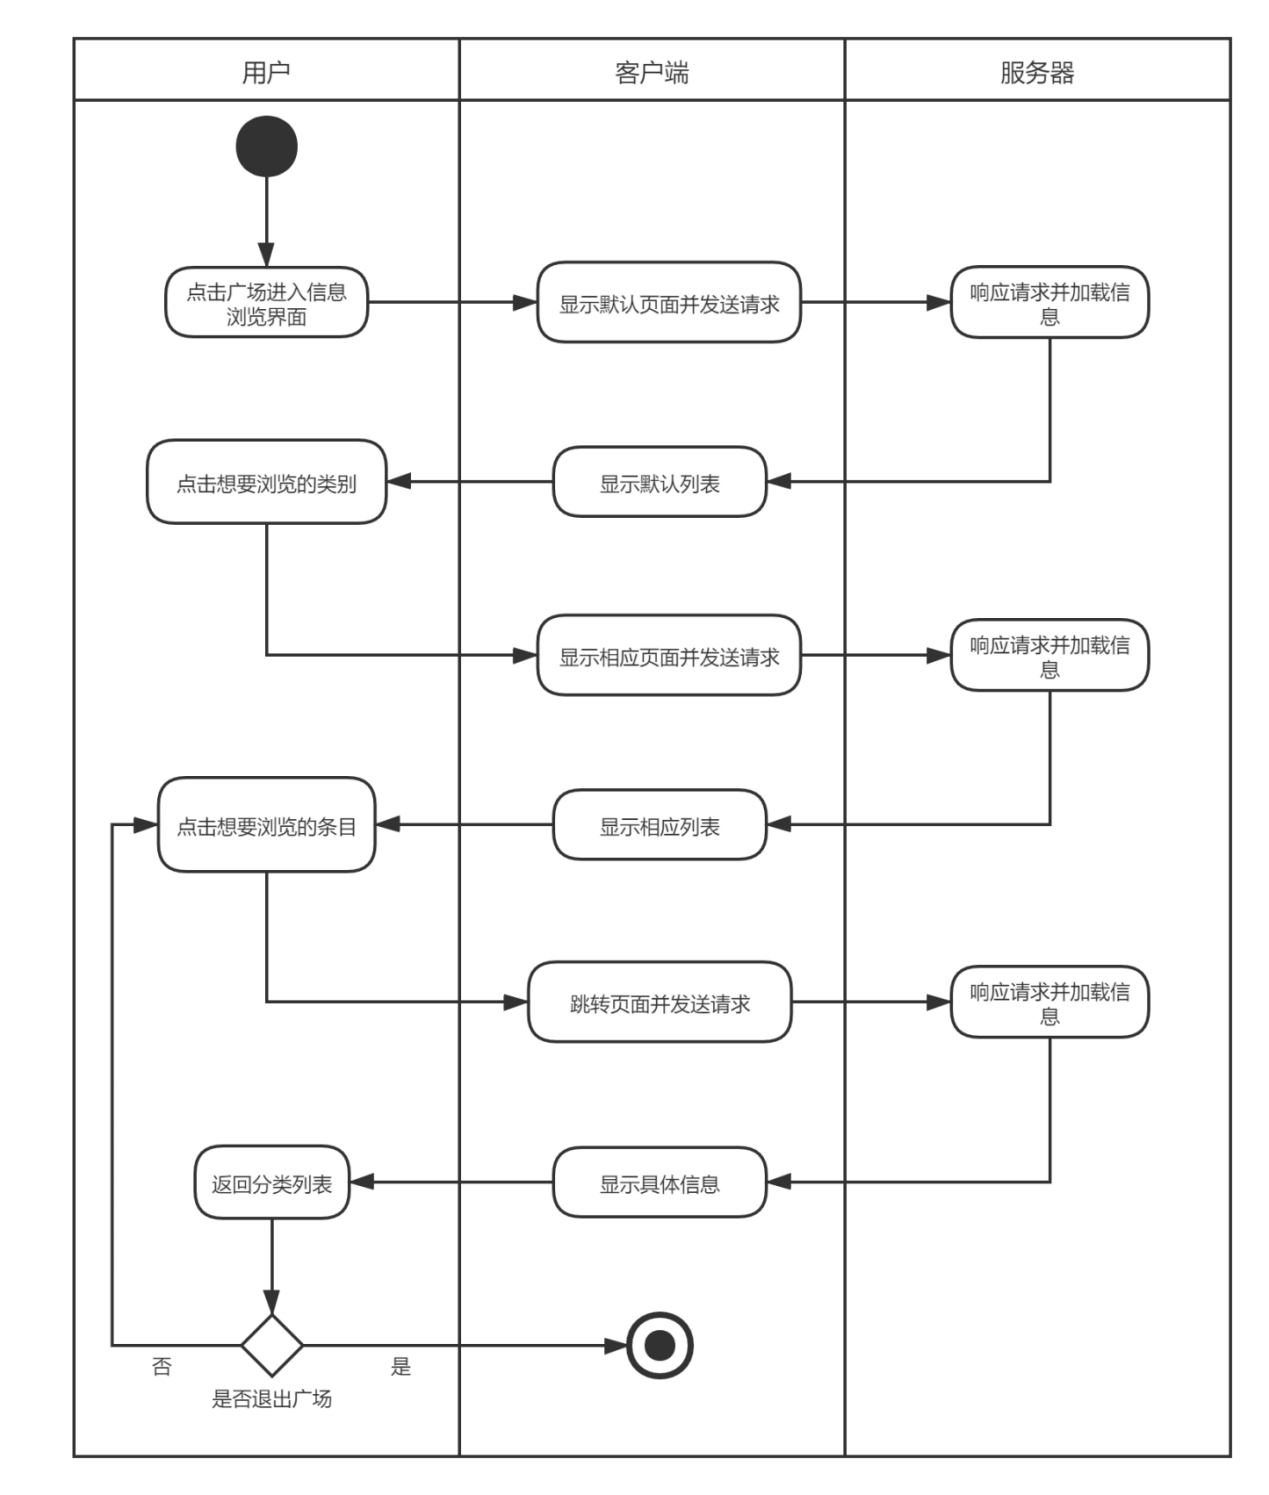 用户
客户端
服务器
点击广场进入信息
浏览界面
显示默认页面并发送请求
响应请求并加载信
息
点击想要浏览的类别
显示默认列表
显示相应页面并发送请求
响应请求并加载信
息
点击想要浏览的条目
显示相应列表
跳转页面并发送请求
响应请求并加载信
息
返回分类列表
显示具体信息
否
是
是否退出广场